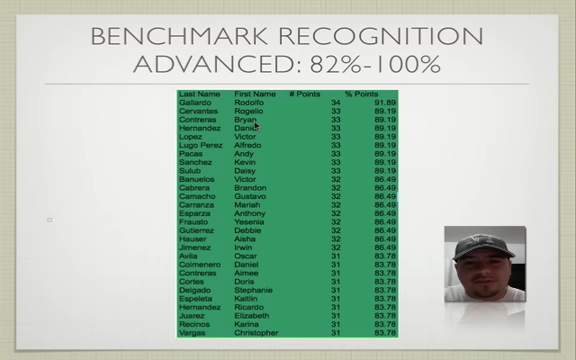 BENCHMARK RECOGNITION
ADVANCED: 82%-100%
Last Name First Name # Points % Points
Gallardo Rodolfo 34 91.89
Cervantes Rogelio 33 89.19
Contreras Bryan 33 89.19
Hernandez Daniel 33 89.19
Lopez Victor 33 89.19
Lugo Perez Alfredo 33 89.19
Pacas Andy 33 89.19
Sanchez Kevin 33 89.19
Sulub Daisy 33 89.19
Banuelos Victor 32 86.49
Cabrera Brandon 32 86.49
Camacho Gustavo 32 86.49
Carranza Mariah 32 86.49
Esparza Anthony 32 86.49
Frausto Yesenia 32 86.49
Gutierrez Debbie 32 86.49
Hauser Aisha 32 86.49
Jimenez Irwin 32 86.49
Avila Oscar 31 83.78
Colmenero Daniel 31 83.78
Contreras Aimee 31 83.78
Cortes Doris 31 83.78
Delgado Stephanie 31 83.78
Espeleta Kaitlin 31 83.78
Hernandez Ricardo 31 83.78
Juarez Elizabeth 31 83.78
Recinos Karina 31 83.78
Vargas Christopher 31 83.78